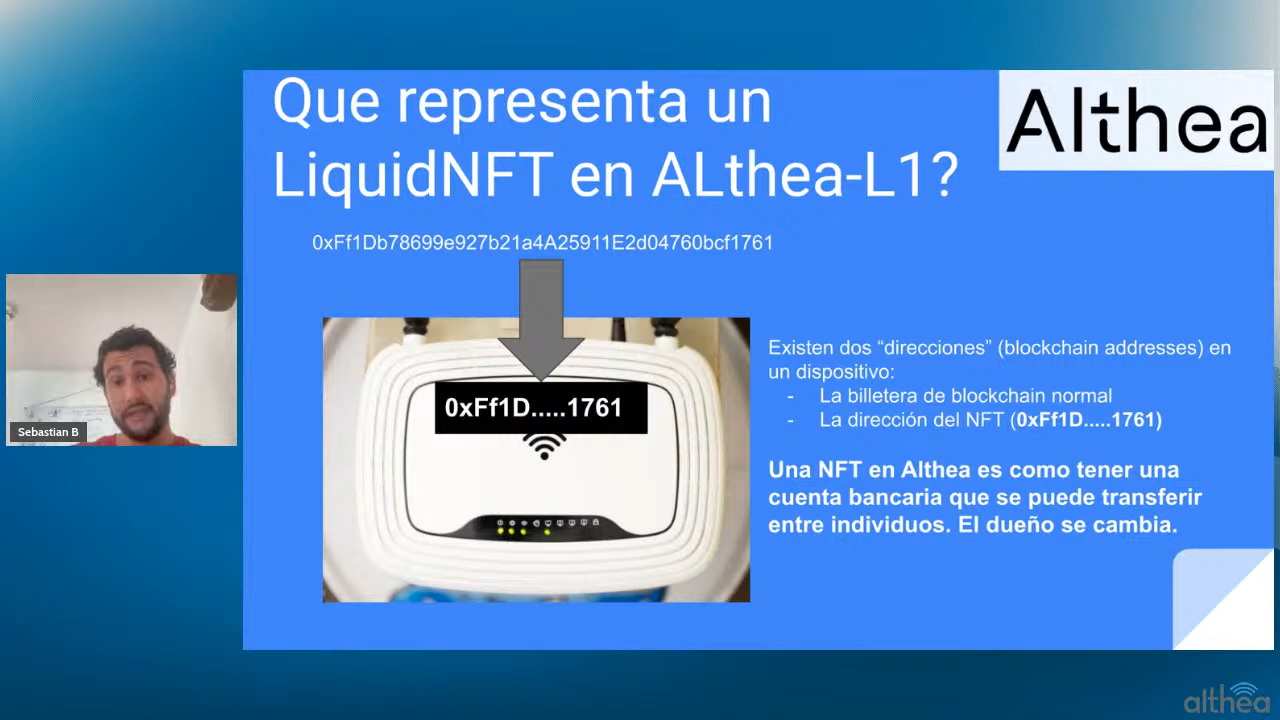 Que representa un
LiquidNFT en ALthea-L1?
Althea
0xFf1Db78699e927b21a4A25911E2d04760bcf1761
0xFf1D.....1761
Existen dos “direcciones” (blockchain addresses) en
un dispositivo:
- La billetera de blockchain normal
- La dirección del NFT (0xFf1D.....1761)
Una NFT en Althea es como tener una
cuenta bancaria que se puede transferir
entre individuos. El dueño se cambia.
Sebastian B
althea